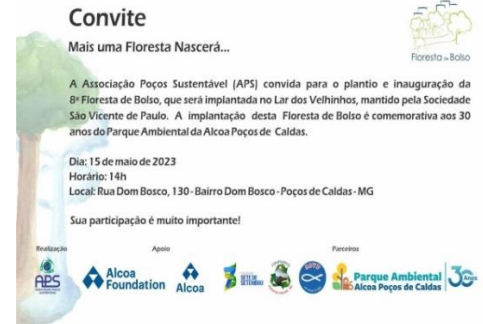 Convite
Floresta de Bolso
Mais uma Floresta Nascerá...
A Associação Poços Sustentável (APS) convida para o plantio e inauguração da
8ª Floresta de Bolso, que será implantada no Lar dos Velhinhos, mantido pela Sociedade
São Vicente de Paulo. A implantação desta Floresta de Bolso é comemorativa aos 30
anos do Parque Ambiental da Alcoa Poços de Caldas.
Dia: 15 de maio de 2023
Horário: 14h
Local: Rua Dom Bosco, 130 - Bairro Dom Bosco - Poços de Caldas - MG
Sua participação é muito importante!
Realização Apoio Parceiros
APS
Alcoa Foundation
Alcoa
SETE DE SETEMBRO
Parque Ambiental
Alcoa Poços de Caldas
30 Anos